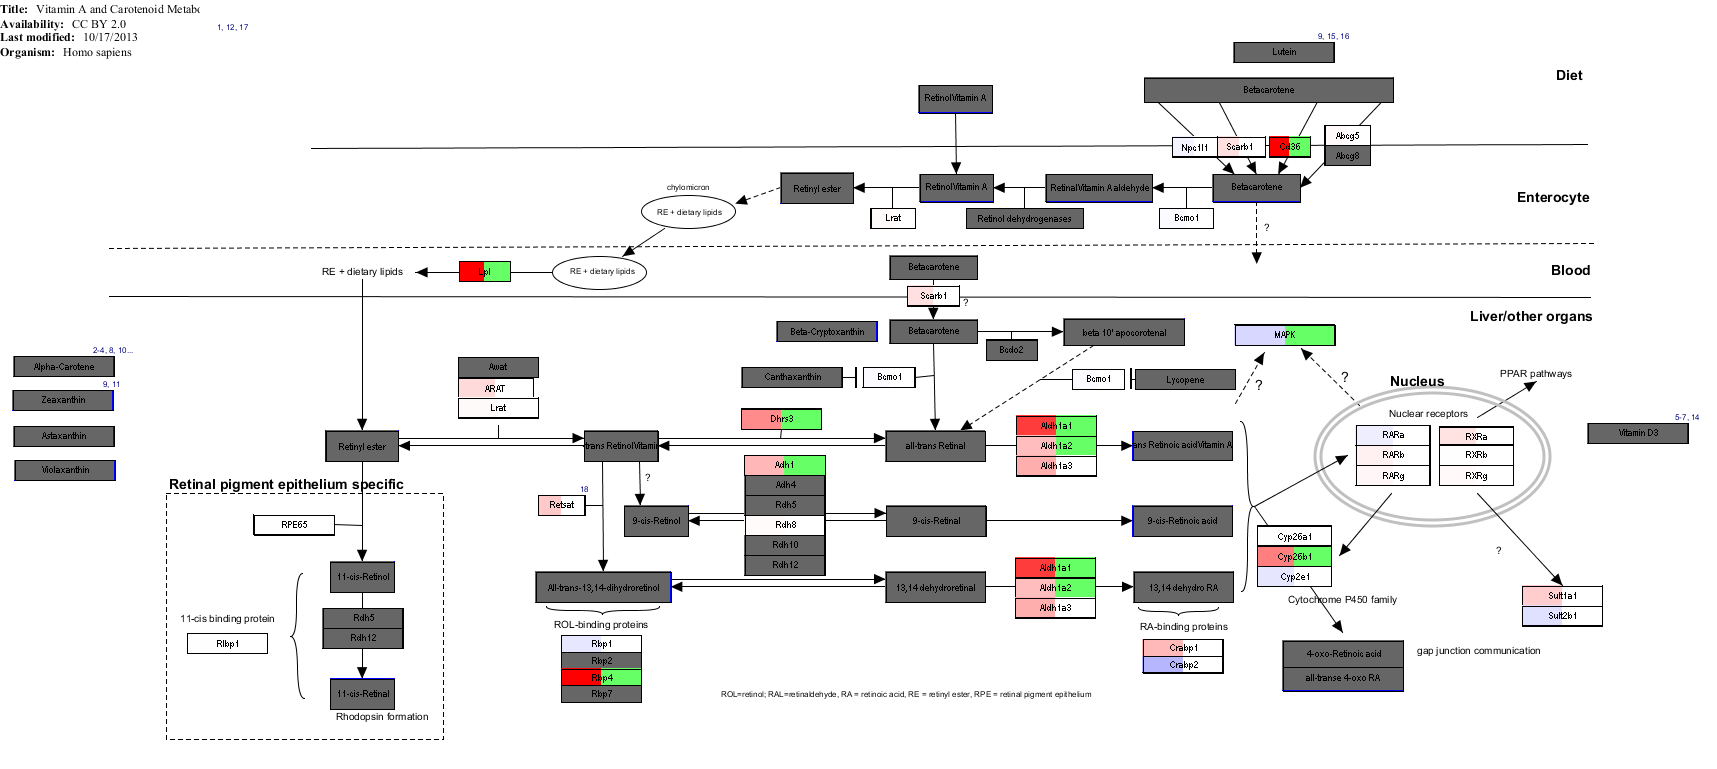 Title: Vitamin A and Carotenoid Metabo
Availability: CC BY 2.0
Last modified: 10/17/2013
Organism: Homo sapiens
1, 12, 17
9, 15, 16
Lutein
Diet
Betacarotene
Retinol Vitamin A
Npc1l1
Scarb1
Cd36
Abcg5
Abcg8
chylomicron
Retinyl ester
Retinol Vitamin A
Retinal Vitamin A aldehyde
Betacarotene
Enterocyte
RE + dietary lipids
Lrat
Retinol dehydrogenases
Bcmo1
?
RE + dietary lipids
Lpl
RE + dietary lipids
Betacarotene
Blood
Scarb1
?
Liver/other organs
Beta-Cryptoxanthin
Betacarotene
beta 10' apocorotenal
MAPK
Bcdo2
2-4, 8, 10...
Alpha-Carotene
Awat
Canthaxanthin
Bcmo1
Bcmo1
Lycopene
?
?
Nucleus
PPAR pathways
9, 11
Zeaxanthin
ARAT
Lrat
Dhrs3
Nuclear receptors
5-7, 14
Astaxanthin
Retinyl ester
trans Retinol Vitamin
all-trans Retinal
Aldh1a1
Aldh1a2
Aldh1a3
ans Retinoic acid Vitamin A
RARa
RARb
RARg
RXRa
RXRb
RXRg
Vitamin D3
Violaxanthin
Retinal pigment epithelium specific
?
18
Retsat
Adh1
Adh4
Rdh5
Rdh8
Rdh10
Rdh12
RPE65
9-cis-Retinol
9-cis-Retinal
9-cis-Retinoic acid
Cyp26a1
Cyp26b1
Cyp2e1
?
11-cis-Retinol
All-trans-13,14-dihydroretinol
13,14 dehydroretinal
Aldh1a1
Aldh1a2
Aldh1a3
13,14 dehydro RA
Cytochrome P450 family
Sult1a1
Sult2b1
11-cis binding protein
Rlbp1
Rdh5
Rdh12
ROL-binding proteins
Rbp1
Rbp2
Rbp4
Rbp7
RA-binding proteins
Crabp1
Crabp2
4-oxo-Retinoic acid
all-transe 4-oxo RA
gap junction communication
11-cis-Retinal
Rhodopsin formation
ROL=retinol; RAL=retinaldehyde, RA = retinoic acid, RE = retinyl ester, RPE = retinal pigment epithelium